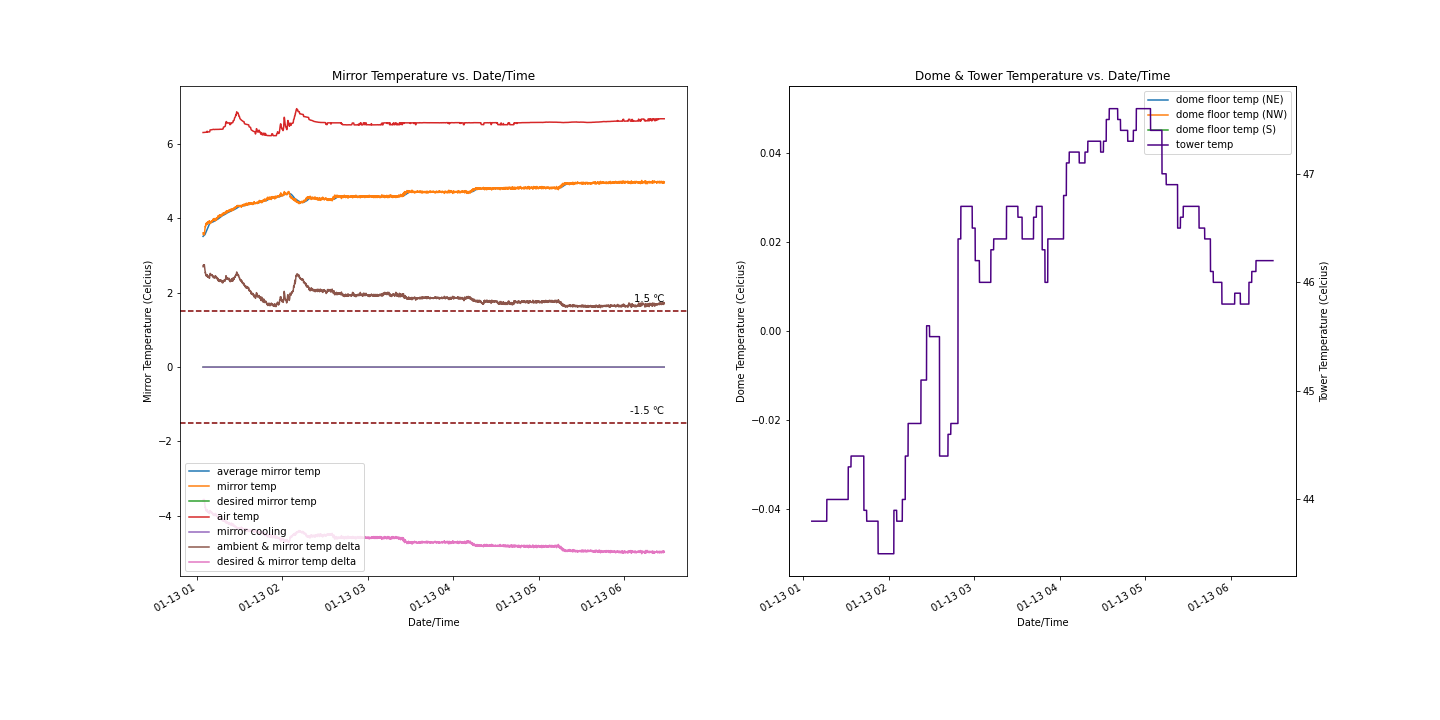 Mirror Temperature vs. Date/Time
Mirror Temperature (Celcius)
6
4
2
0
−2
−4
1.5 °C
-1.5 °C
average mirror temp
mirror temp
desired mirror temp
air temp
mirror cooling
ambient & mirror temp delta
desired & mirror temp delta
01-13 01
01-13 02
01-13 03
01-13 04
01-13 05
01-13 06
Date/Time
Dome & Tower Temperature vs. Date/Time
Dome Temperature (Celcius)
0.04
0.02
0.00
−0.02
−0.04
dome floor temp (NE)
dome floor temp (NW)
dome floor temp (S)
tower temp
47
46
45
44
Tower Temperature (Celcius)
01-13 01
01-13 02
01-13 03
01-13 04
01-13 05
01-13 06
Date/Time